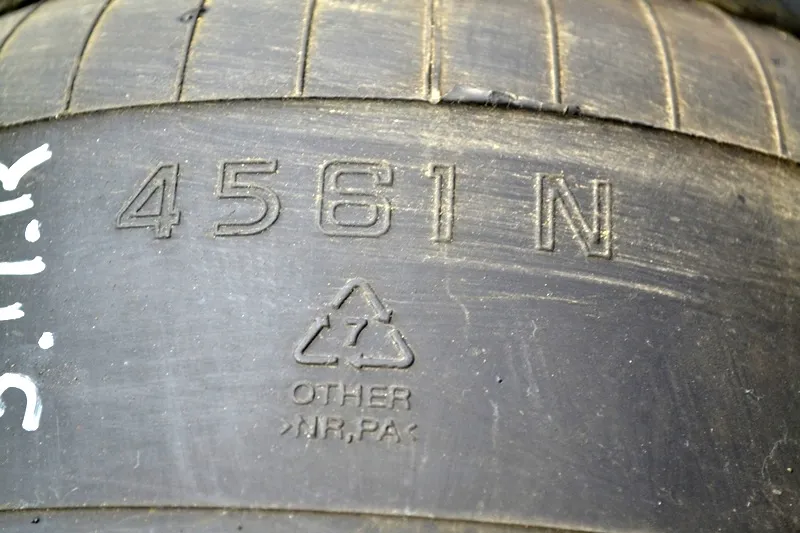 4561 N
7
OTHER
>NR,PA<